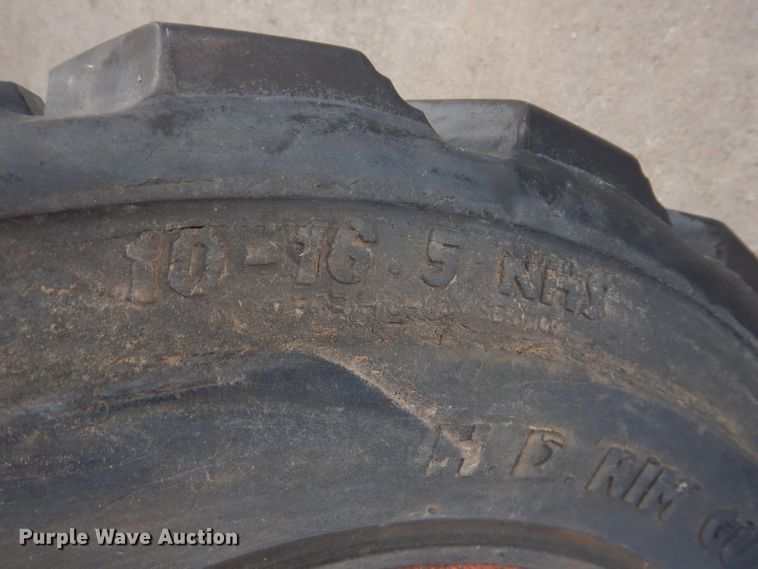 10-16.5 NHS
H.D. RIM
Purple Wave Auction